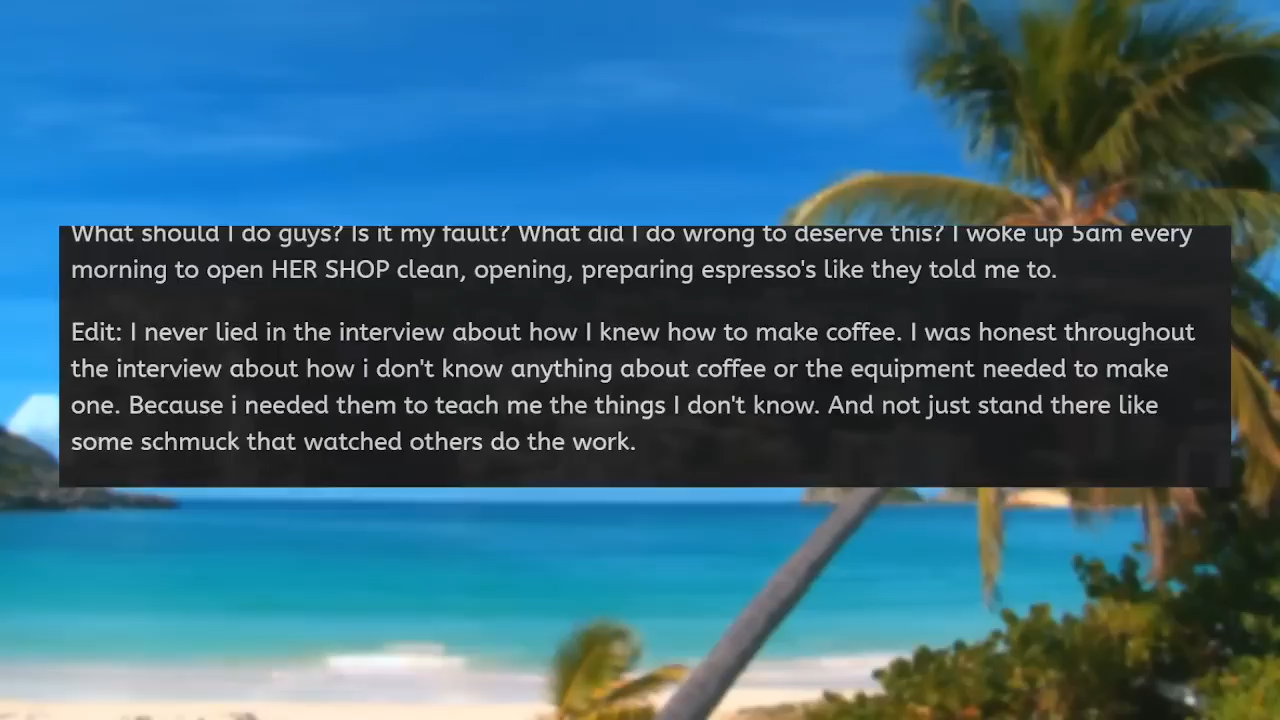 What should I do guys? Is it my fault? What did I do wrong to deserve this? I woke up 5am every
morning to open HER SHOP clean, opening, preparing espresso's like they told me to.
Edit: I never lied in the interview about how I knew how to make coffee. I was honest throughout
the interview about how i don't know anything about coffee or the equipment needed to make
one. Because i needed them to teach me the things I don't know. And not just stand there like
some schmuck that watched others do the work.